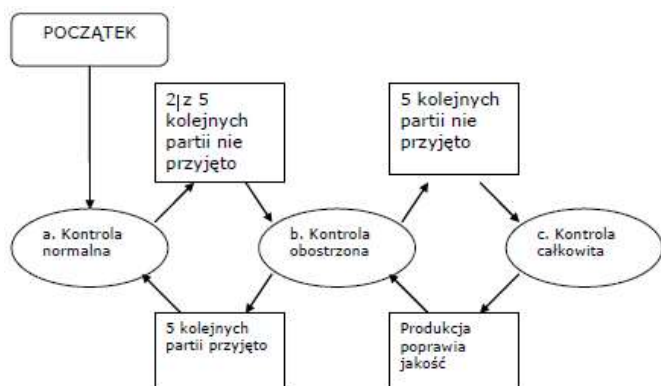 POCZĄTEK
2 z 5
kolejnych
partii nie
przyjęto
5 kolejnych
partii nie
przyjęto
a. Kontrola
normalna
b. Kontrola
obostrzona
c. Kontrola
całkowita
5 kolejnych
partii przyjęto
Produkcja
poprawia
jakość